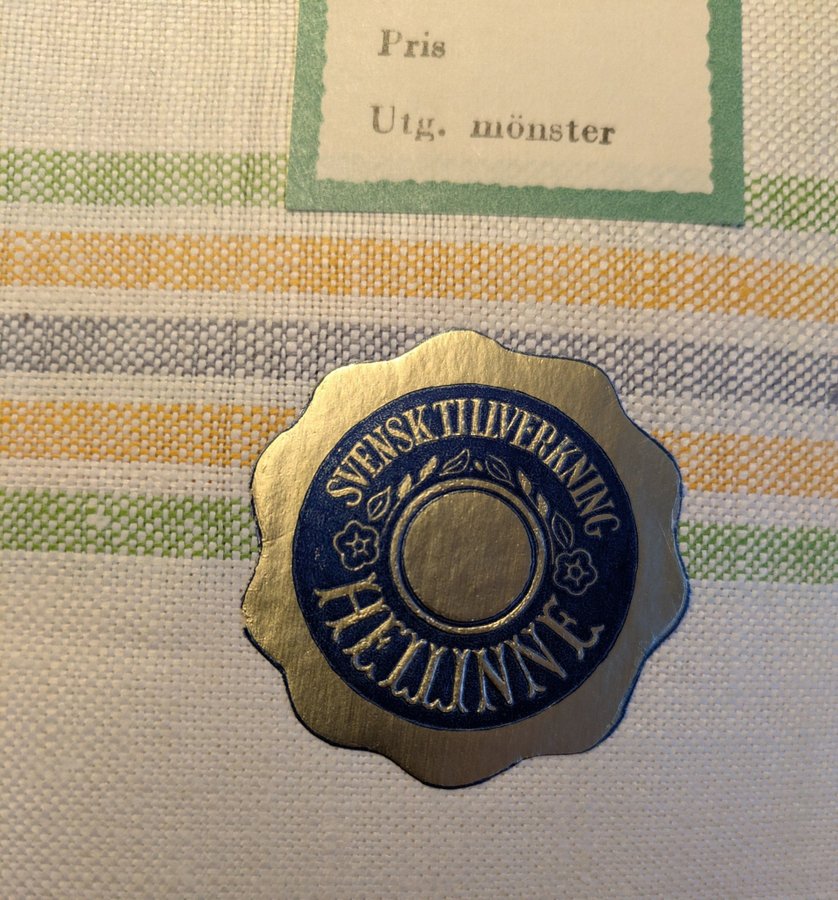 Pris
Utg. mönster
SVENSK TILLVERKNING
HELLINNE